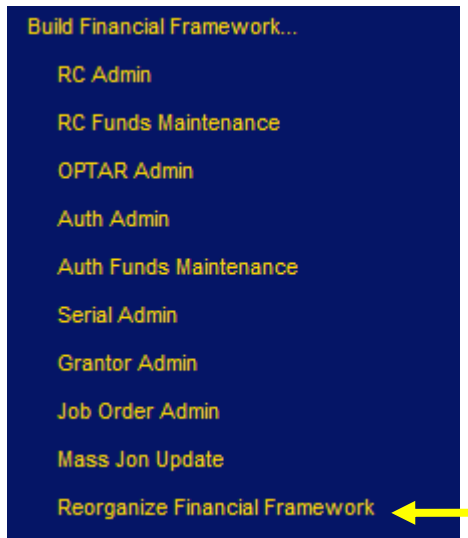 Build Financial Framework...
RC Admin
RC Funds Maintenance
OPTAR Admin
Auth Admin
Auth Funds Maintenance
Serial Admin
Grantor Admin
Job Order Admin
Mass Jon Update
Reorganize Financial Framework